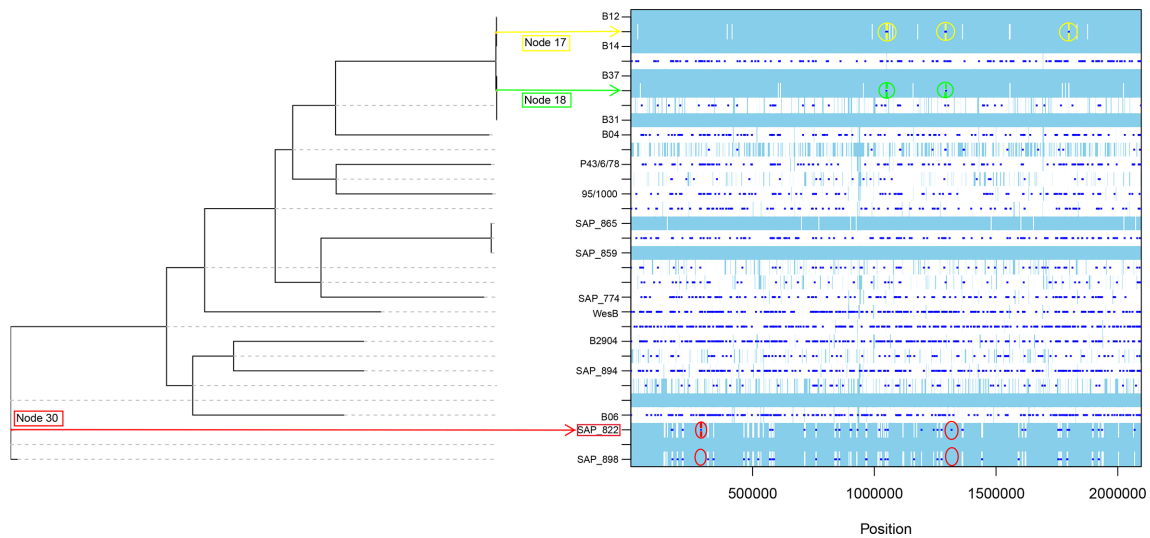 B12
Node 17
B14
B37
Node 18
B31
B04
P43/6/78
95/1000
SAP_865
SAP_859
SAP_774
WesB
B2904
SAP_894
Node 30
B06
SAP_822
SAP_898
500000 1000000 1500000 2000000
Position